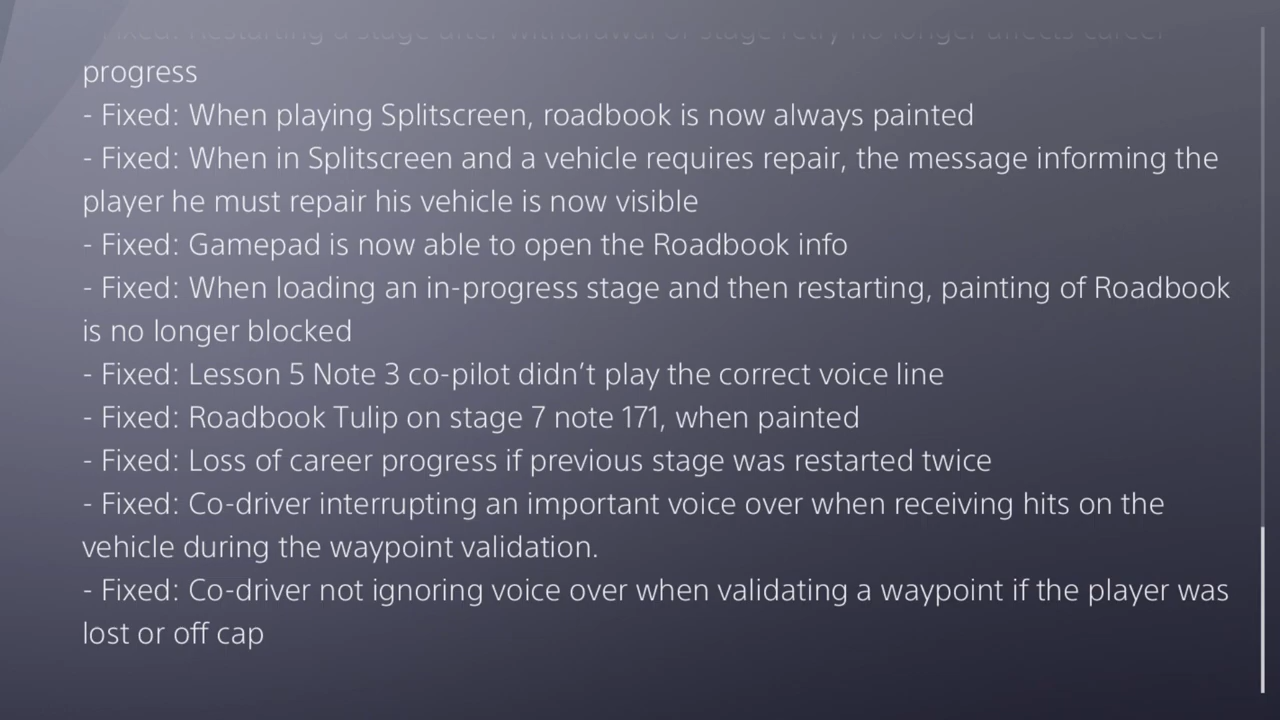 - Fixed: Restarting a stage after withdrawal or stage retry no longer affects career
progress
- Fixed: When playing Splitscreen, roadbook is now always painted
- Fixed: When in Splitscreen and a vehicle requires repair, the message informing the
player he must repair his vehicle is now visible
- Fixed: Gamepad is now able to open the Roadbook info
- Fixed: When loading an in-progress stage and then restarting, painting of Roadbook
is no longer blocked
- Fixed: Lesson 5 Note 3 co-pilot didn’t play the correct voice line
- Fixed: Roadbook Tulip on stage 7 note 171, when painted
- Fixed: Loss of career progress if previous stage was restarted twice
- Fixed: Co-driver interrupting an important voice over when receiving hits on the
vehicle during the waypoint validation.
- Fixed: Co-driver not ignoring voice over when validating a waypoint if the player was
lost or off cap